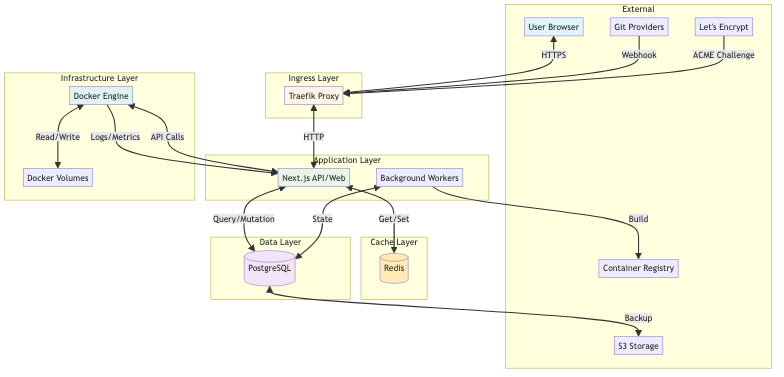 External
User Browser
Git Providers
Let's Encrypt
HTTPS
Webhook
ACME Challenge
Infrastructure Layer
Ingress Layer
Docker Engine
Traefik Proxy
Read/Write
Logs/Metrics
API Calls
HTTP
Application Layer
Docker Volumes
Next.js API/Web
Background Workers
Query/Mutation
State
Get/Set
Build
Data Layer
Cache Layer
PostgreSQL
Redis
Container Registry
Backup
S3 Storage